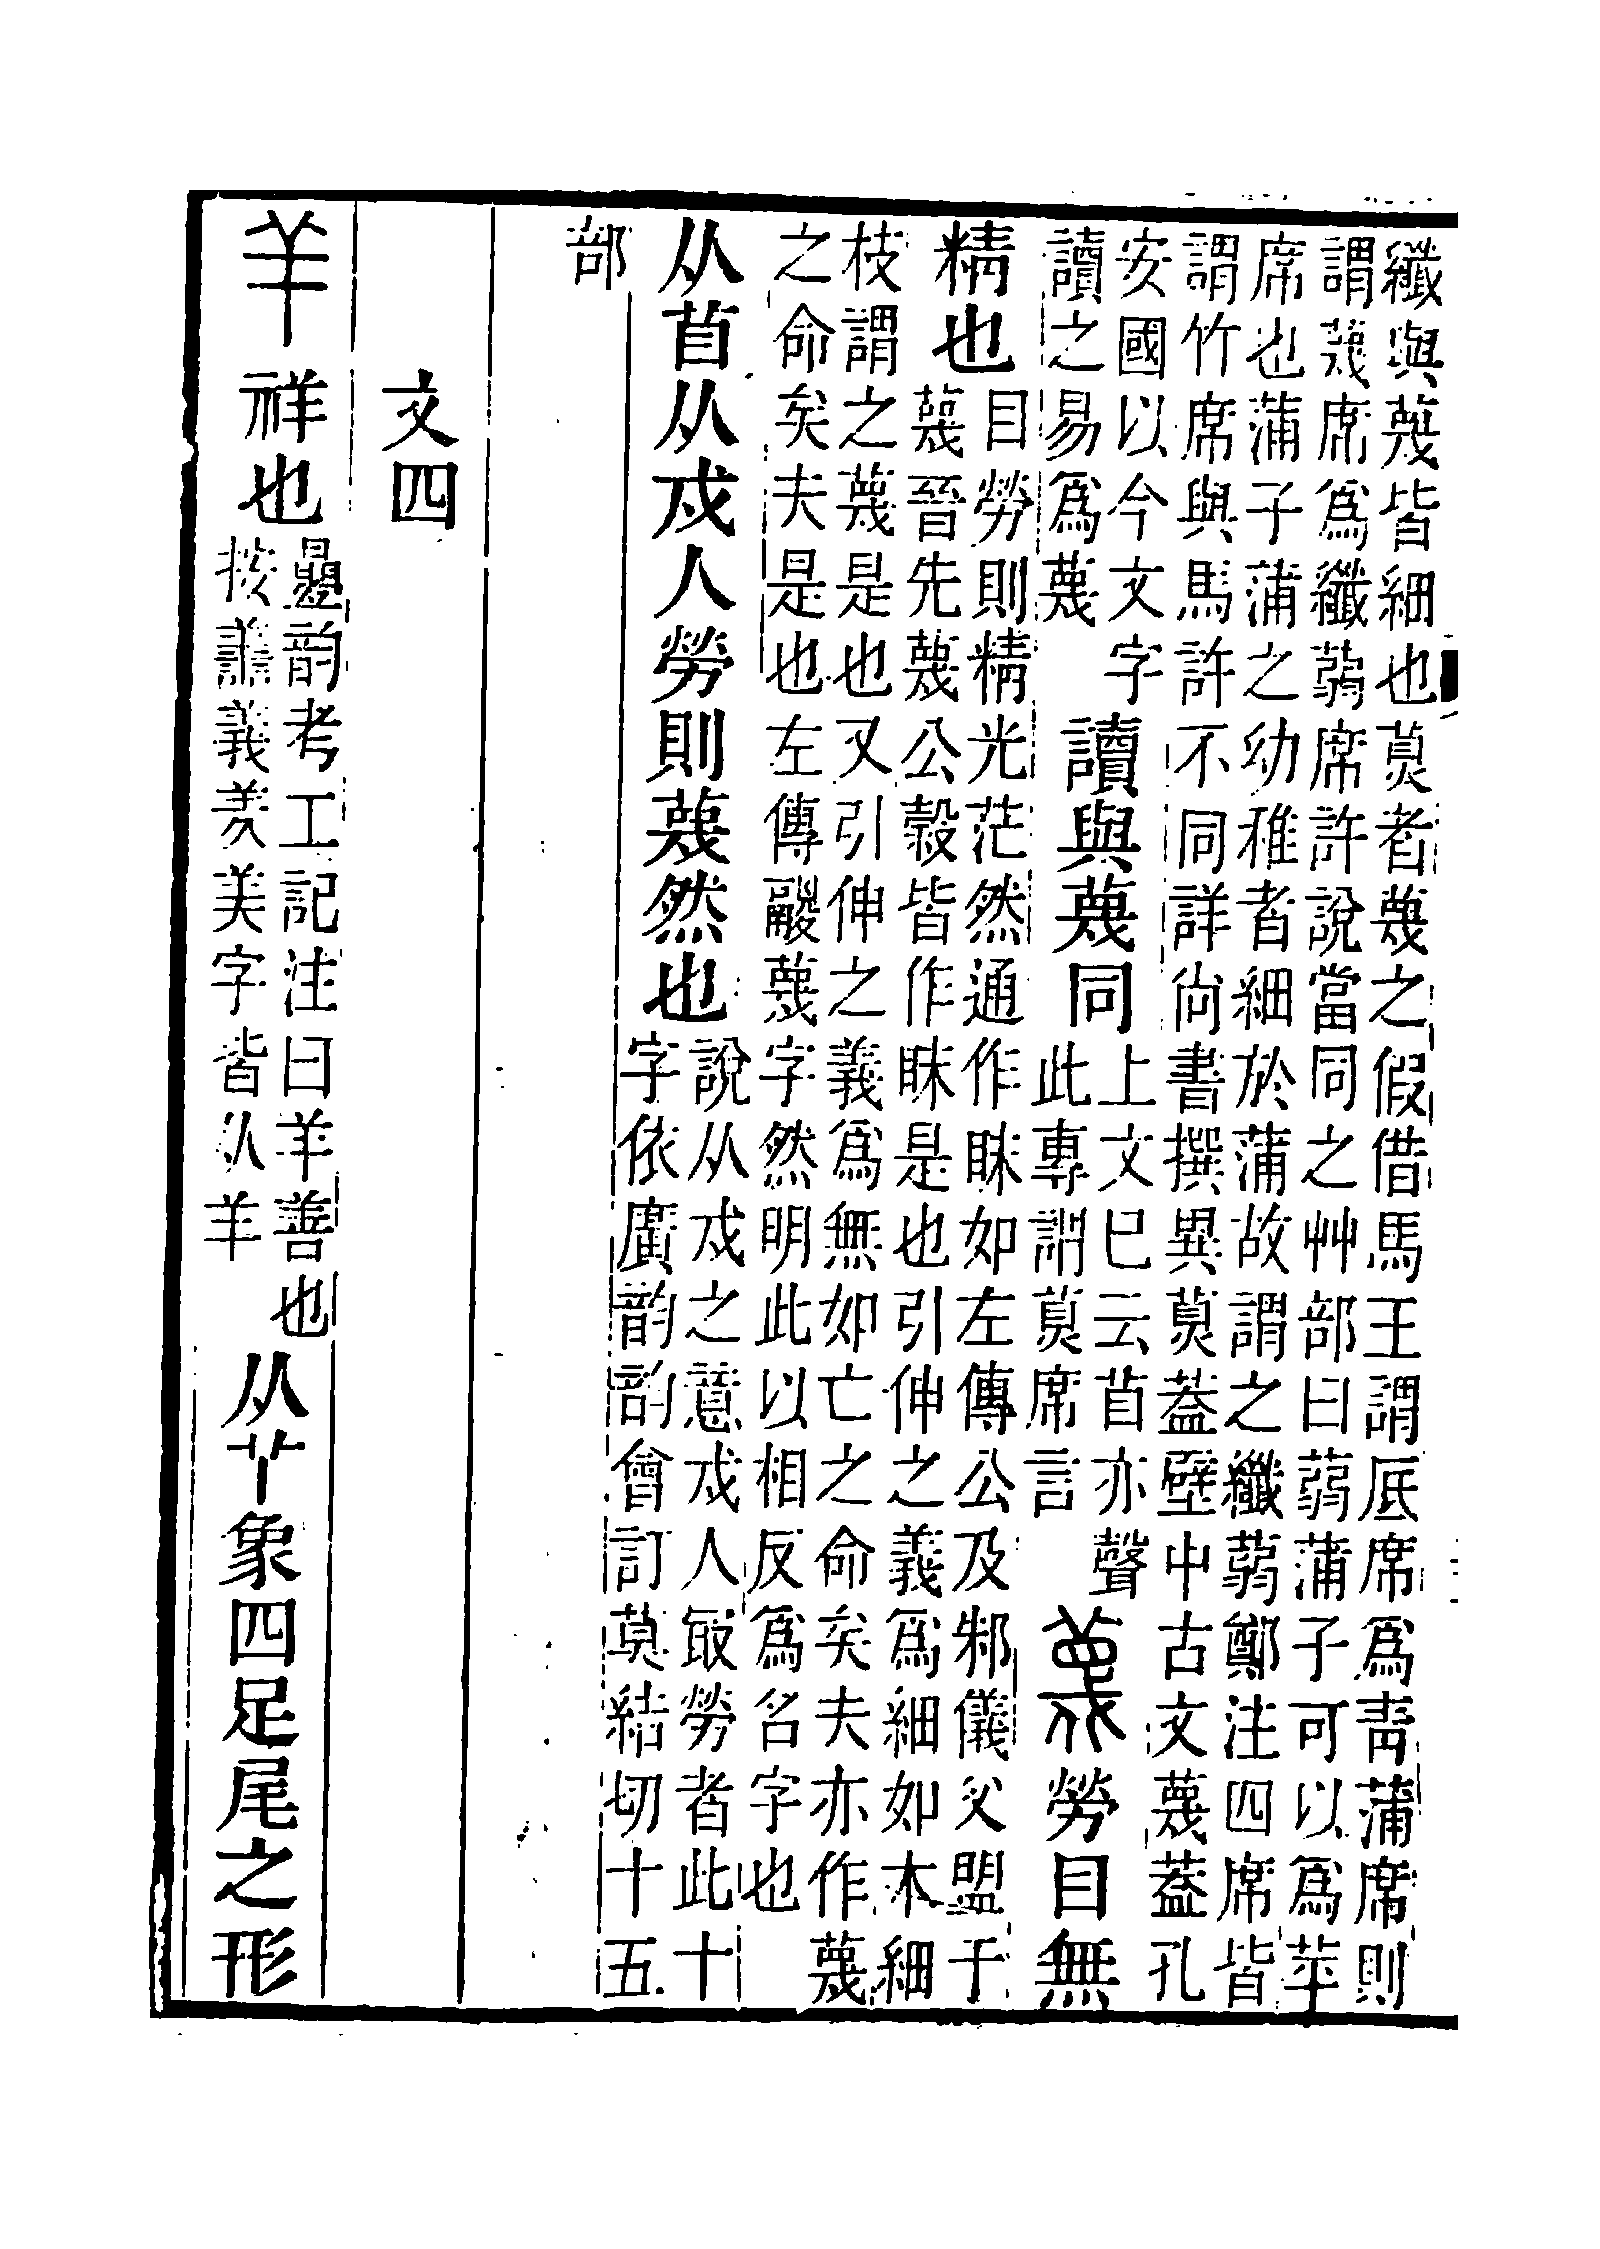 纖與蔑皆細也莫者蔑之假借馬王謂底席爲靑蒲席則
謂蔑席爲纖蒻席許說當同之艸部曰蒻蒲子可以爲苹
席也蒲子蒲之幼稚者細於蒲故謂之纖蒻鄭注四席皆
謂竹席與馬許不同詳尙書撰異莫蓋壁中古文蔑蓋孔
安國以今文字
讀之易爲蔑
讀與蔑同
上文巳云苜亦聲
此專謂莫席言
蔑勞目無
精也
目勞則精光茫然通作眜如左傳公及邾儀父盟于
蔑晉先蔑公穀皆作眜是也引伸之義爲細如木細
枝謂之蔑是也又引伸之義爲無如亡之命矣夫亦作蔑
之命矣夫是也左傳鬷蔑字然明此以相反爲名字也
从苜从戍人勞則蔑然也
說从戍之意戍人㝡勞者此十
字依廣韵韵會訂莫結切十五
部
文四
羊祥也
疊韵考工記注曰羊善也
按譱義羑美字皆从羊
从𦫳象四足尾之形